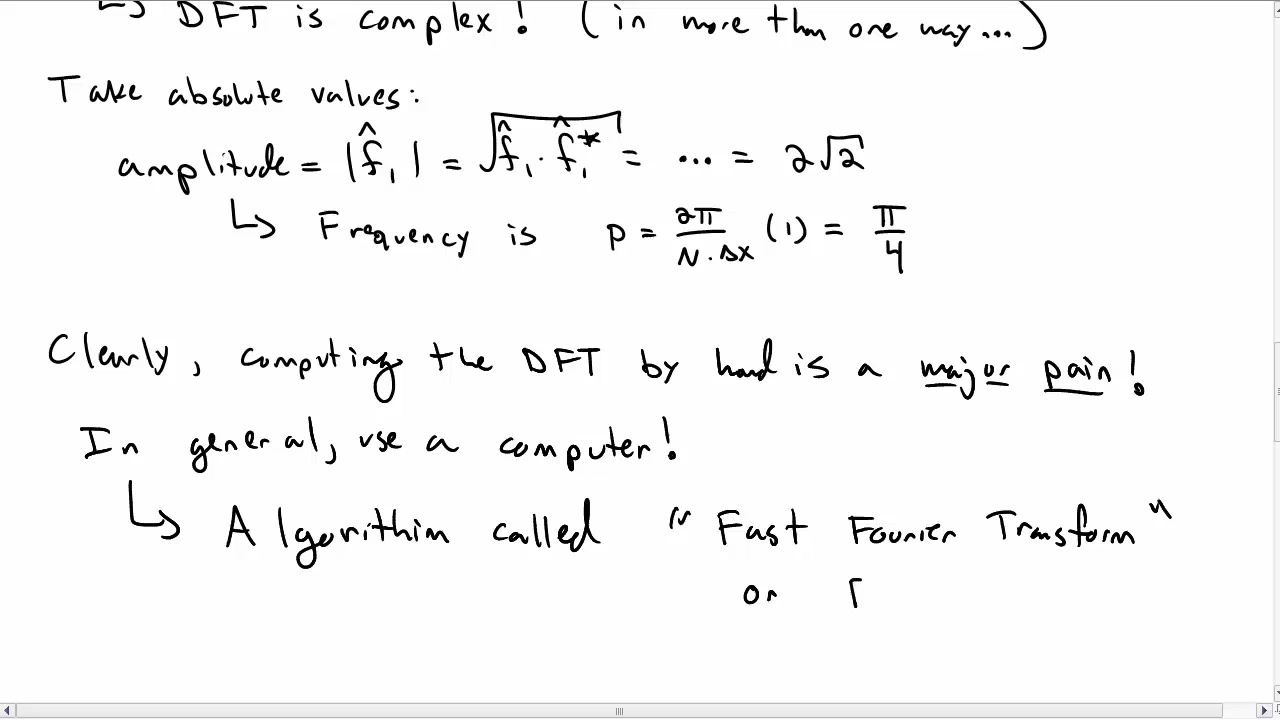 ↳ DFT is complex! (in more than one way...)
Take absolute values:
amplitude = |f̂₁| = √(f̂₁ · f̂₁*) = ... = 2√2
↳ Frequency is p = 2π/(N·Δx) (1) = π/4
Clearly, computing the DFT by hand is a major pain!
In general, use a computer!
↳ Algorithim called "Fast Fourier Transform"
or